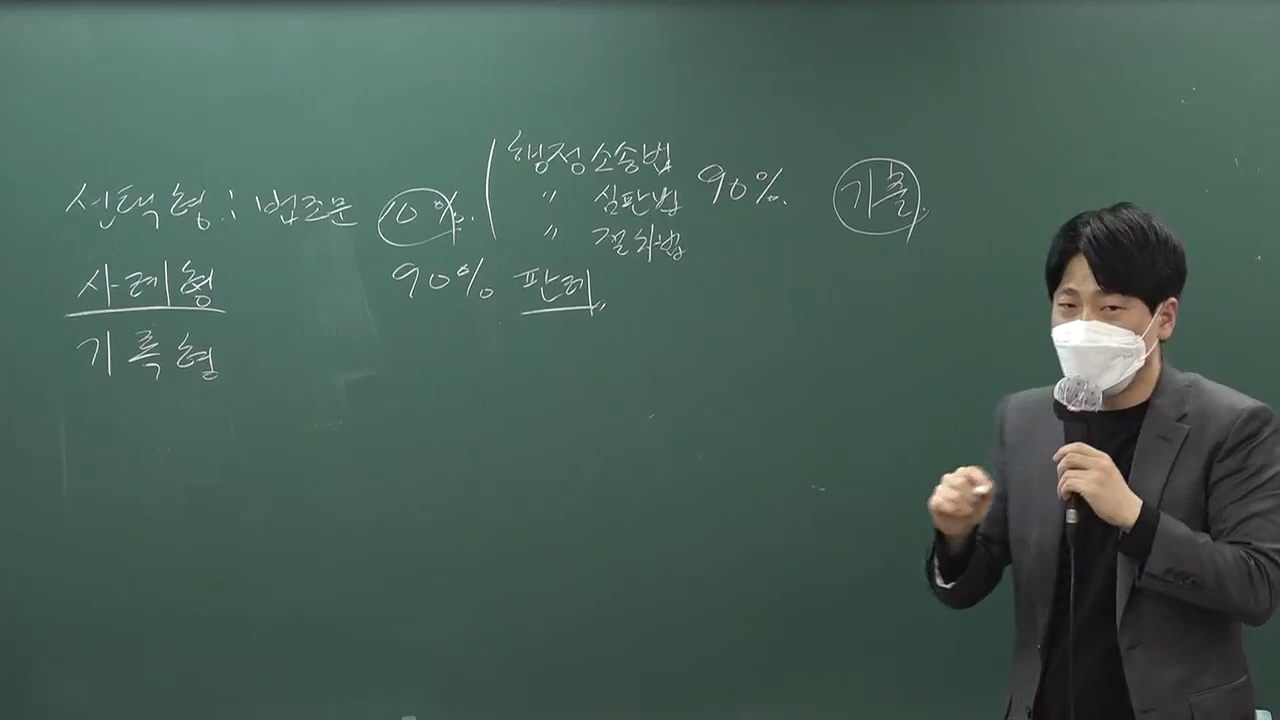 선택형 : 법조문 10%. 행정소송법
〃 심판법 90%. 기출
〃 절차법
사례형 90% 판례
기록형